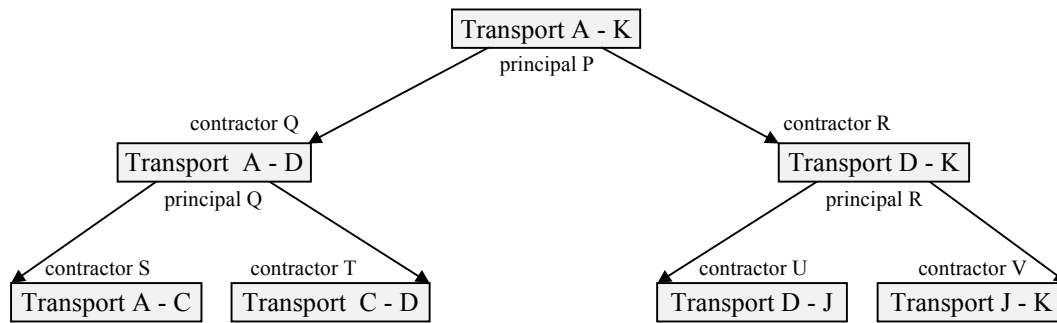 Transport A - K
principal P
contractor Q
contractor R
Transport A - D
Transport D - K
principal Q
principal R
contractor S
contractor T
contractor U
contractor V
Transport A - C
Transport C - D
Transport D - J
Transport J - K